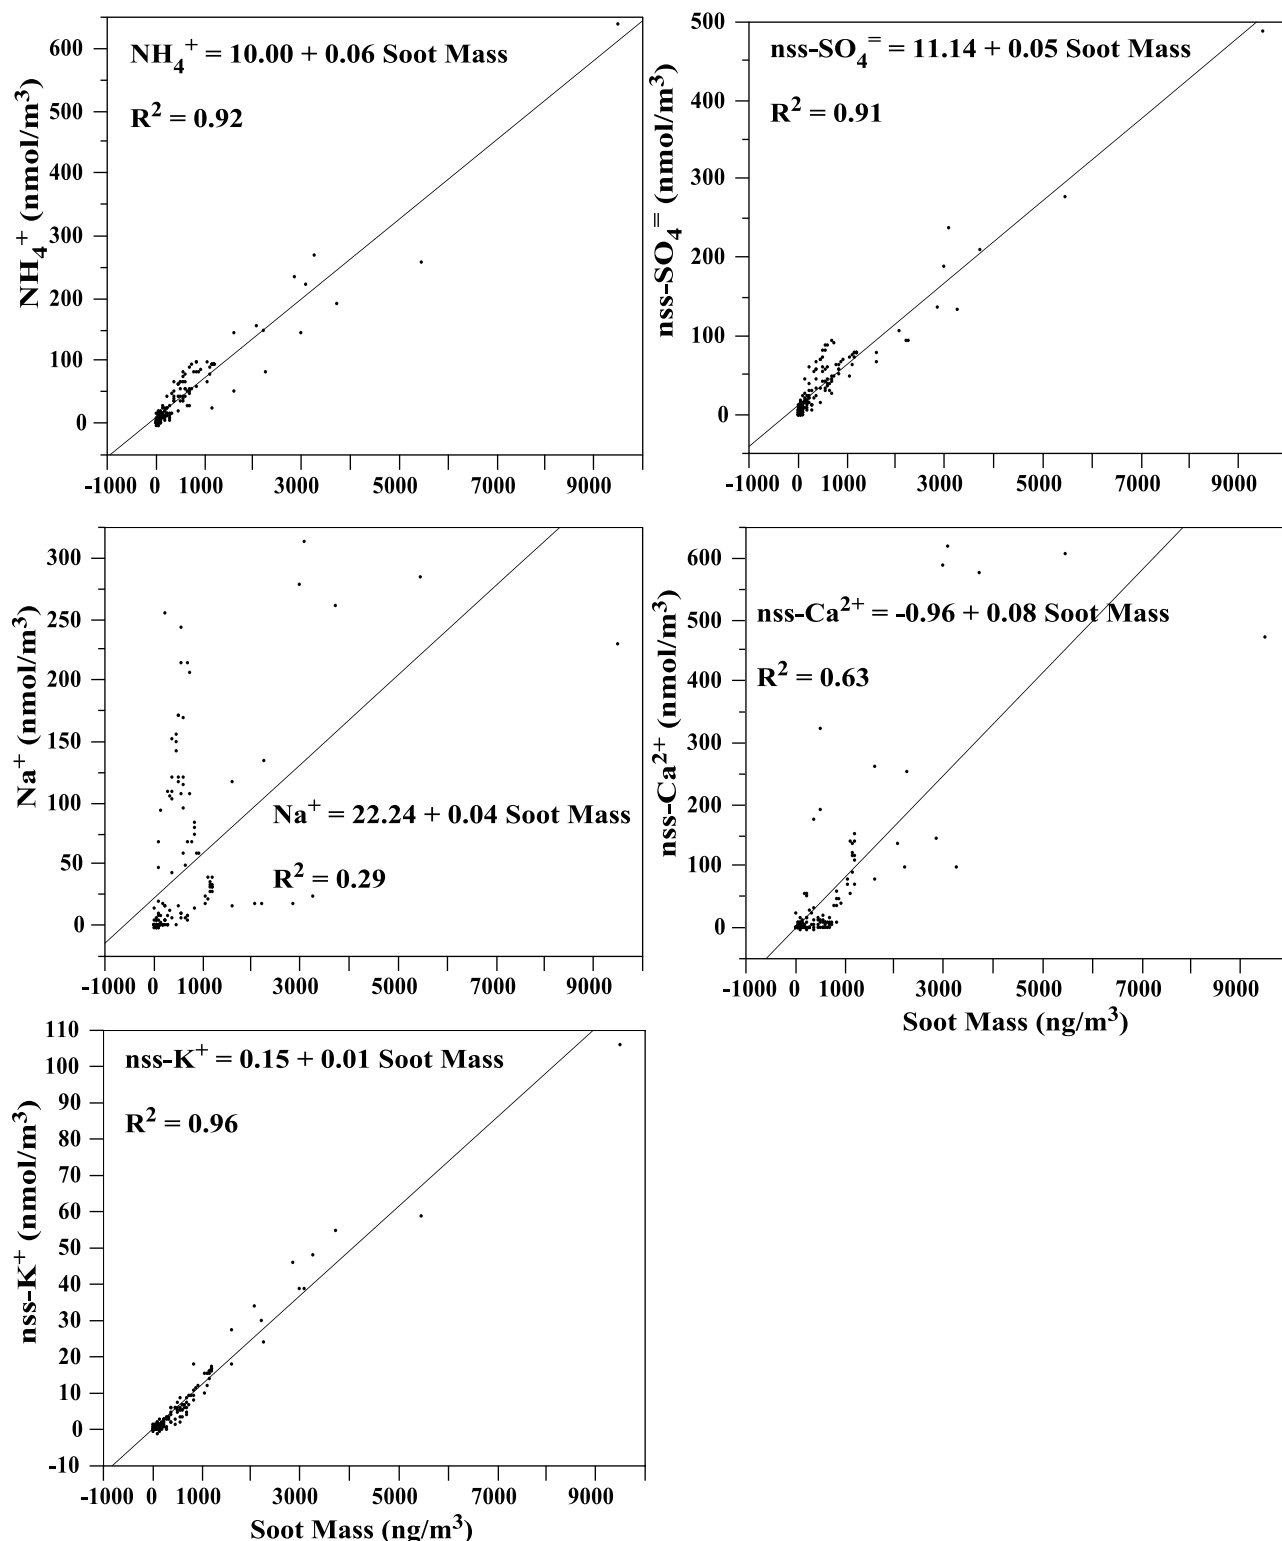 NH₄⁺ = 10.00 + 0.06 Soot Mass
R² = 0.92
NH₄⁺ (nmol/m³)
600
500
400
300
200
100
0
-1000 0 1000 3000 5000 7000 9000
nss-SO₄⁼ = 11.14 + 0.05 Soot Mass
R² = 0.91
nss-SO₄⁼ (nmol/m³)
500
400
300
200
100
0
-1000 0 1000 3000 5000 7000 9000
Na⁺ = 22.24 + 0.04 Soot Mass
R² = 0.29
Na⁺ (nmol/m³)
300
250
200
150
100
50
0
-1000 0 1000 3000 5000 7000 9000
nss-Ca²⁺ = -0.96 + 0.08 Soot Mass
R² = 0.63
nss-Ca²⁺ (nmol/m³)
600
500
400
300
200
100
0
-1000 0 1000 3000 5000 7000 9000
Soot Mass (ng/m³)
nss-K⁺ = 0.15 + 0.01 Soot Mass
R² = 0.96
nss-K⁺ (nmol/m³)
110
100
90
80
70
60
50
40
30
20
10
0
-10
-1000 0 1000 3000 5000 7000 9000
Soot Mass (ng/m³)